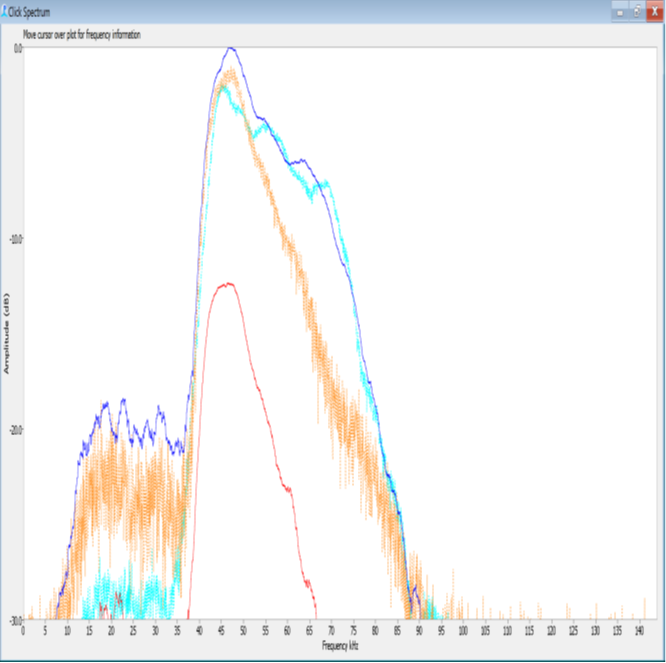 Click Spectrum
Move cursor over plot for frequency information
0.0
-10.0
-20.0
-30.0
Amplitude (dB)
0 5 10 15 20 25 30 35 40 45 50 55 60 65 70 75 80 85 90 95 100 105 110 115 120 125 130 135 140
Frequency kHz